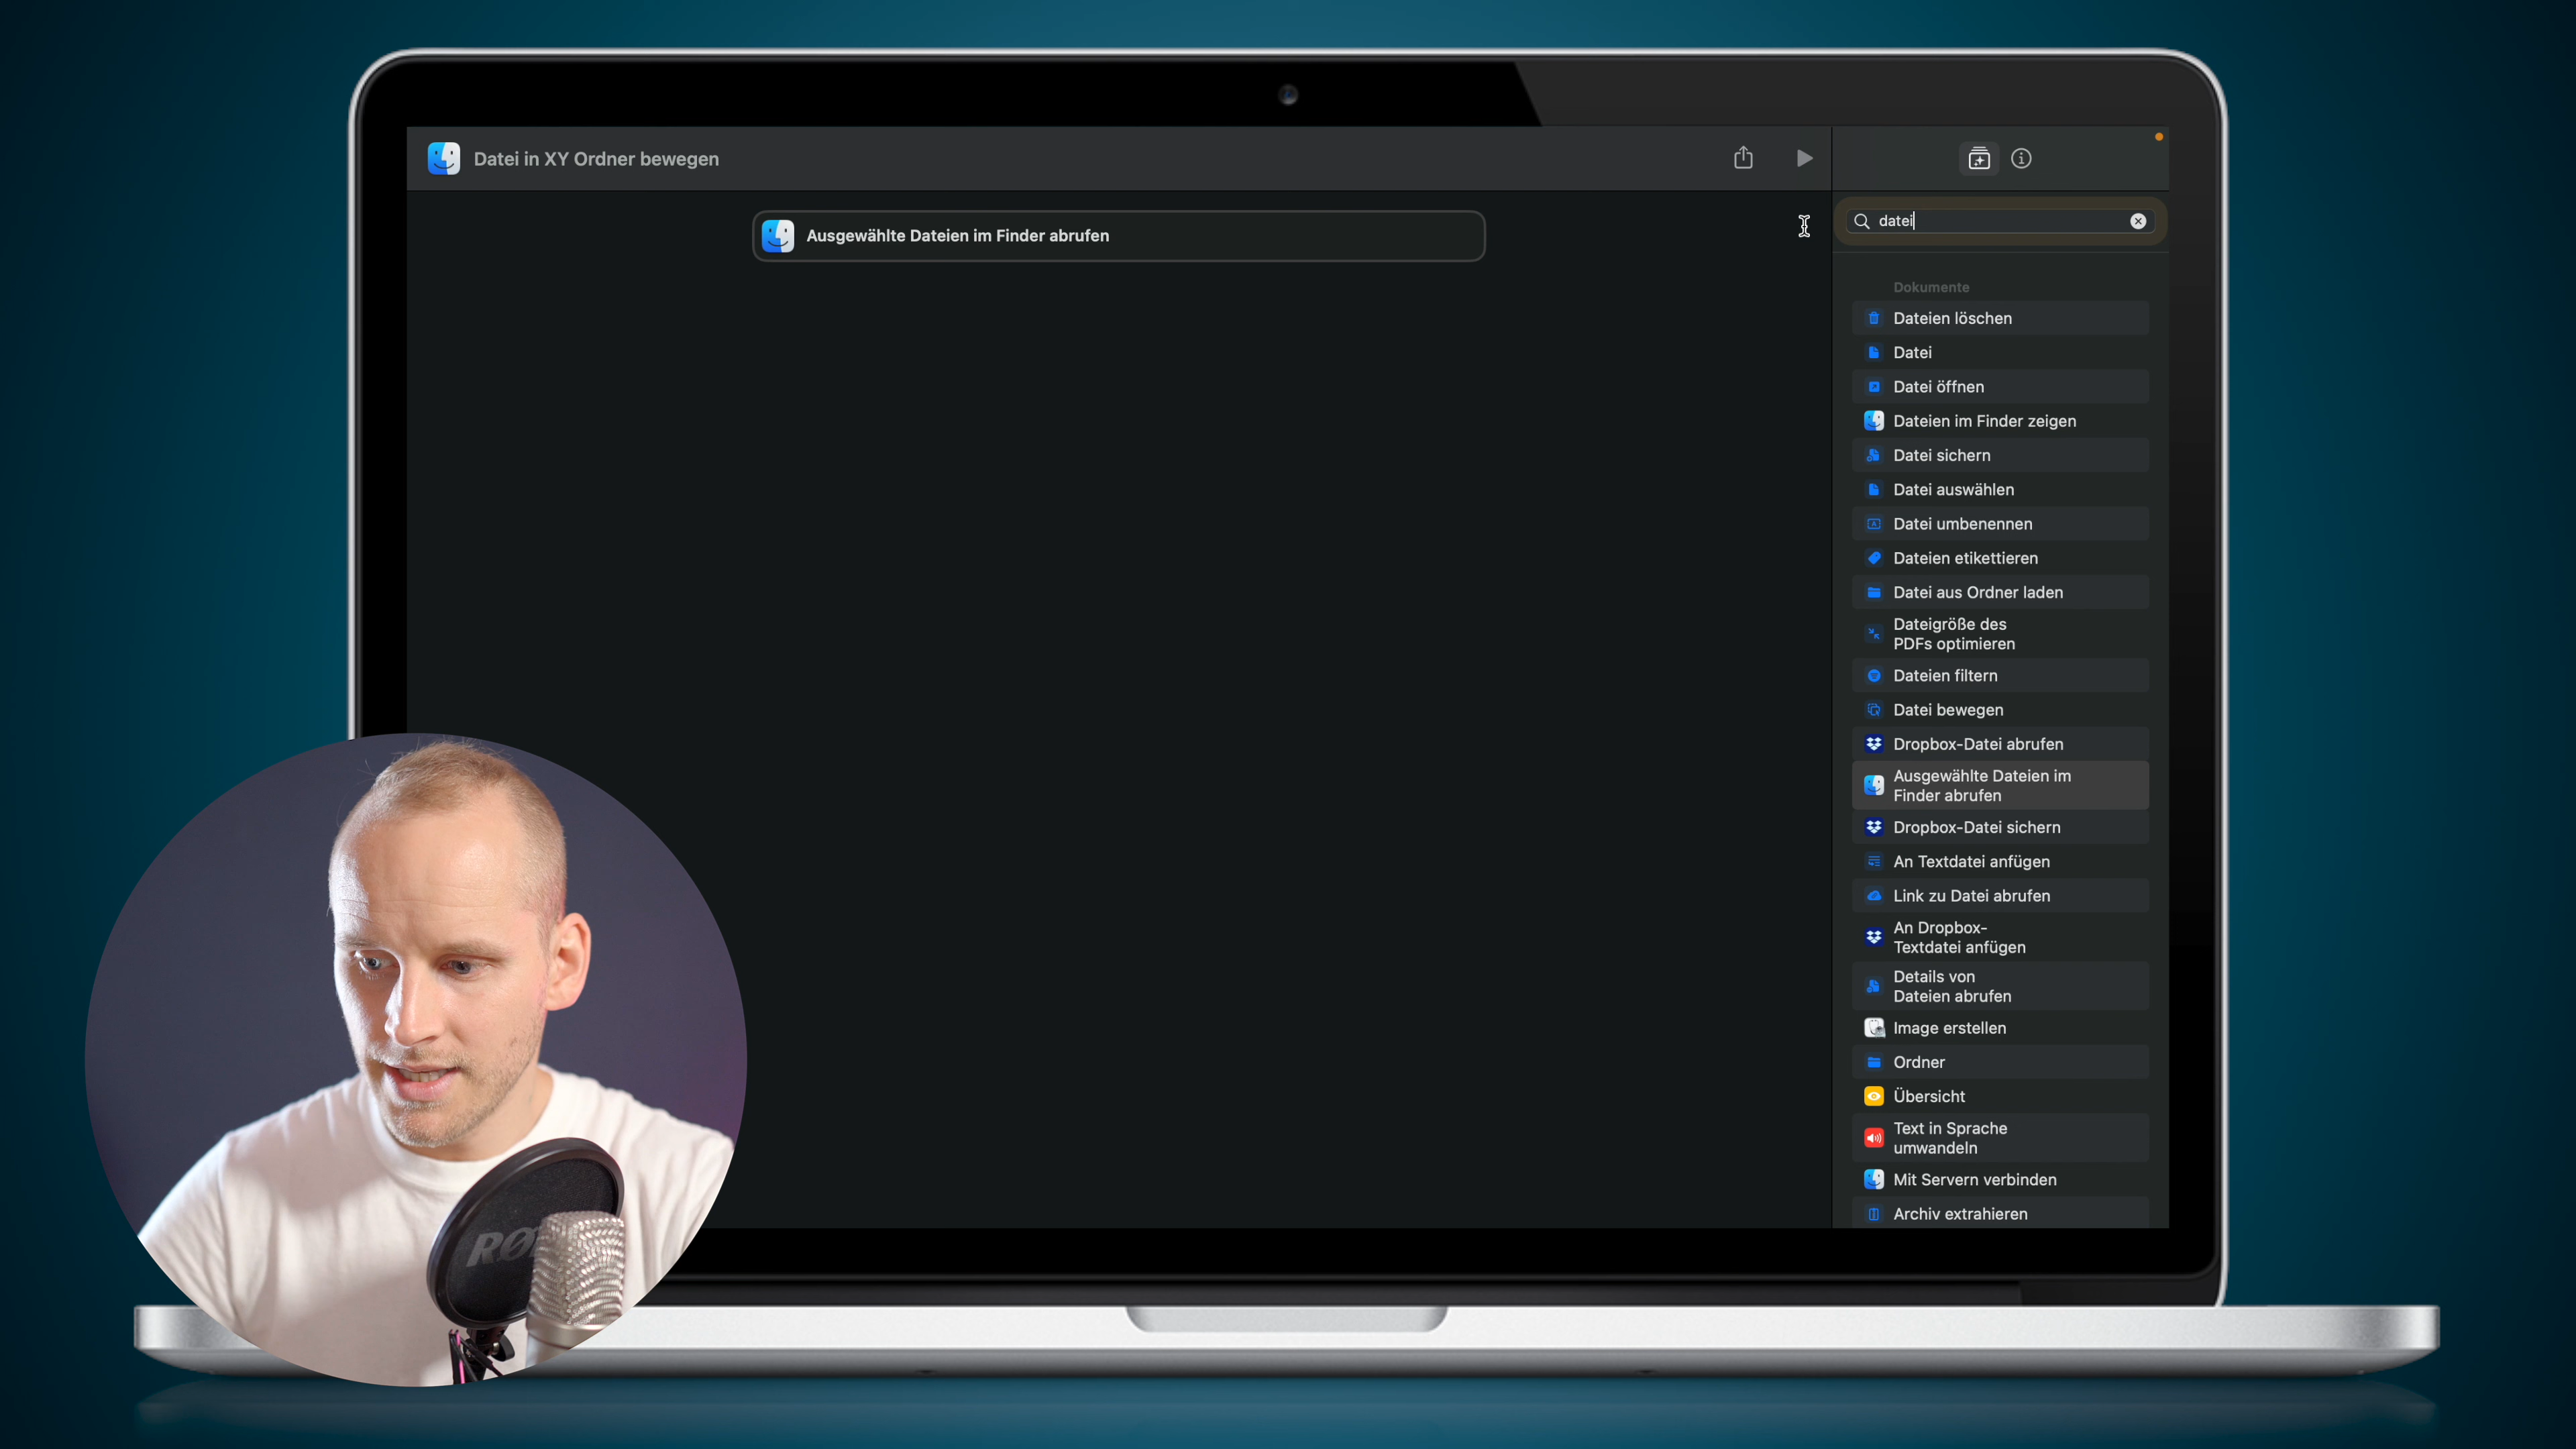 Datei in XY Ordner bewegen
Ausgewählte Dateien im Finder abrufen
datei
Dokumente
Dateien löschen
Datei
Datei öffnen
Dateien im Finder zeigen
Datei sichern
Datei auswählen
Datei umbenennen
Dateien etikettieren
Datei aus Ordner laden
Dateigröße des
PDFs optimieren
Dateien filtern
Datei bewegen
Dropbox-Datei abrufen
Ausgewählte Dateien im
Finder abrufen
Dropbox-Datei sichern
An Textdatei anfügen
Link zu Datei abrufen
An Dropbox-
Textdatei anfügen
Details von
Dateien abrufen
Image erstellen
Ordner
Übersicht
Text in Sprache
umwandeln
Mit Servern verbinden
Archiv extrahieren